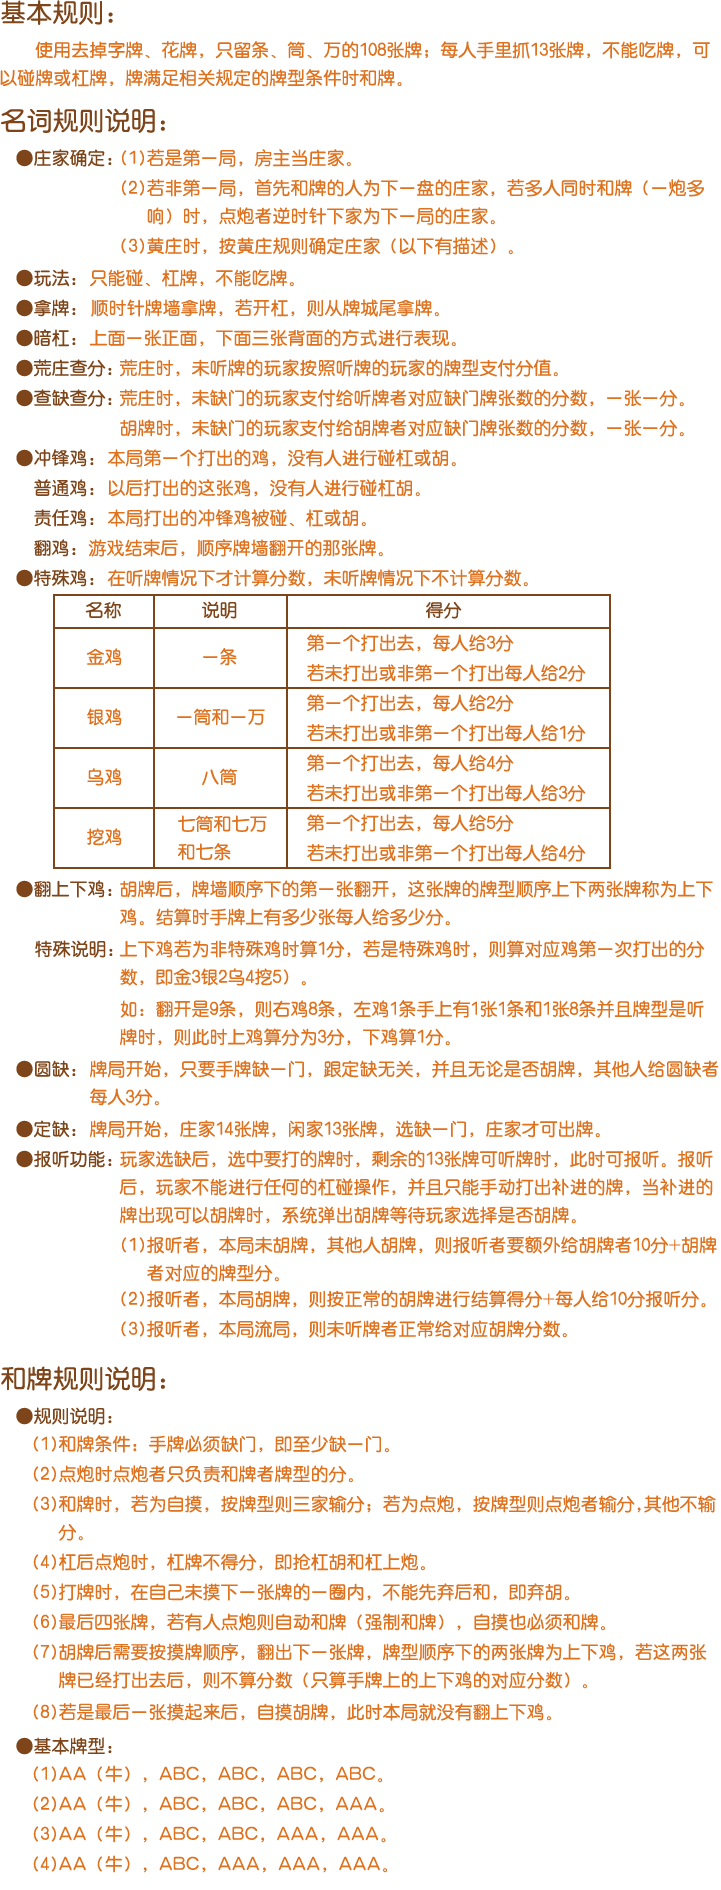 基本规则：
使用去掉字牌、花牌，只留条、筒、万的108张牌；每人手里抓13张牌，不能吃牌，可
以碰牌或杠牌，牌满足相关规定的牌型条件时和牌。
名词规则说明：
●庄家确定：(1)若是第一局，房主当庄家。
(2)若非第一局，首先和牌的人为下一盘的庄家，若多人同时和牌（一炮多
响）时，点炮者逆时针下家为下一局的庄家。
(3)黄庄时，按黄庄规则确定庄家（以下有描述）。
●玩法：只能碰、杠牌，不能吃牌。
●拿牌：顺时针牌墙拿牌，若开杠，则从牌城尾拿牌。
●暗杠：上面一张正面，下面三张背面的方式进行表现。
●荒庄查分：荒庄时，未听牌的玩家按照听牌的玩家的牌型支付分值。
●查缺查分：荒庄时，未缺门的玩家支付给听牌者对应缺门牌张数的分数，一张一分。
胡牌时，未缺门的玩家支付给胡牌者对应缺门牌张数的分数，一张一分。
●冲锋鸡：本局第一个打出的鸡，没有人进行碰杠或胡。
普通鸡：以后打出的这张鸡，没有人进行碰杠胡。
责任鸡：本局打出的冲锋鸡被碰、杠或胡。
翻鸡：游戏结束后，顺序牌墙翻开的那张牌。
●特殊鸡：在听牌情况下才计算分数，未听牌情况下不计算分数。
名称 说明 得分
金鸡 一条 第一个打出去，每人给3分
若未打出或非第一个打出每人给2分
银鸡 一筒和一万 第一个打出去，每人给2分
若未打出或非第一个打出每人给1分
乌鸡 八筒 第一个打出去，每人给4分
若未打出或非第一个打出每人给3分
挖鸡 七筒和七万 第一个打出去，每人给5分
和七条 若未打出或非第一个打出每人给4分
●翻上下鸡：胡牌后，牌墙顺序下的第一张翻开，这张牌的牌型顺序上下两张牌称为上下
鸡。结算时手牌上有多少张每人给多少分。
特殊说明：上下鸡若为非特殊鸡时算1分，若是特殊鸡时，则算对应鸡第一次打出的分
数，即金3银2乌4挖5）。
如：翻开是9条，则右鸡8条，左鸡1条手上有1张1条和1张8条并且牌型是听
牌时，则此时上鸡算分为3分，下鸡算1分。
●圆缺：牌局开始，只要手牌缺一门，跟定缺无关，并且无论是否胡牌，其他人给圆缺者
每人3分。
●定缺：牌局开始，庄家14张牌，闲家13张牌，选缺一门，庄家才可出牌。
●报听功能：玩家选缺后，选中要打的牌时，剩余的13张牌可听牌时，此时可报听。报听
后，玩家不能进行任何的杠碰操作，并且只能手动打出补进的牌，当补进的
牌出现可以胡牌时，系统弹出胡牌等待玩家选择是否胡牌。
(1)报听者，本局未胡牌，其他人胡牌，则报听者要额外给胡牌者10分+胡牌
者对应的牌型分。
(2)报听者，本局胡牌，则按正常的胡牌进行结算得分+每人给10分报听分。
(3)报听者，本局流局，则未听牌者正常给对应胡牌分数。
和牌规则说明：
●规则说明：
(1)和牌条件：手牌必须缺门，即至少缺一门。
(2)点炮时点炮者只负责和牌者牌型的分。
(3)和牌时，若为自摸，按牌型则三家输分；若为点炮，按牌型则点炮者输分，其他不输
分。
(4)杠后点炮时，杠牌不得分，即抢杠胡和杠上炮。
(5)打牌时，在自己未摸下一张牌的一圈内，不能先弃后和，即弃胡。
(6)最后四张牌，若有人点炮则自动和牌（强制和牌），自摸也必须和牌。
(7)胡牌后需要按摸牌顺序，翻出下一张牌，牌型顺序下的两张牌为上下鸡，若这两张
牌已经打出去后，则不算分数（只算手牌上的上下鸡的对应分数）。
(8)若是最后一张摸起来后，自摸胡牌，此时本局就没有翻上下鸡。
●基本牌型：
(1)AA（牛），ABC，ABC，ABC，ABC。
(2)AA（牛），ABC，ABC，ABC，AAA。
(3)AA（牛），ABC，ABC，AAA，AAA。
(4)AA（牛），ABC，AAA，AAA，AAA。